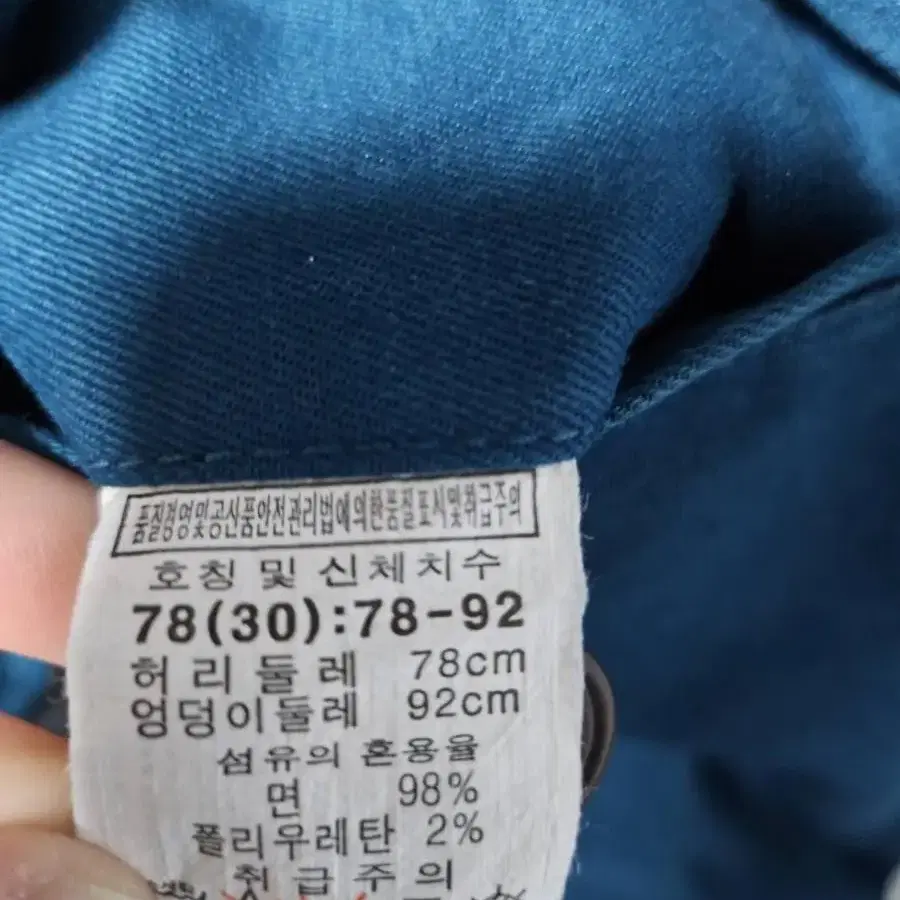 품질경영및공산품안전관리법에의한품질표시및취급주의
호칭 및 신체치수
78(30):78-92
허리둘레 78cm
엉덩이둘레 92cm
섬유의 혼용율
면 98%
폴리우레탄 2%
취급주의